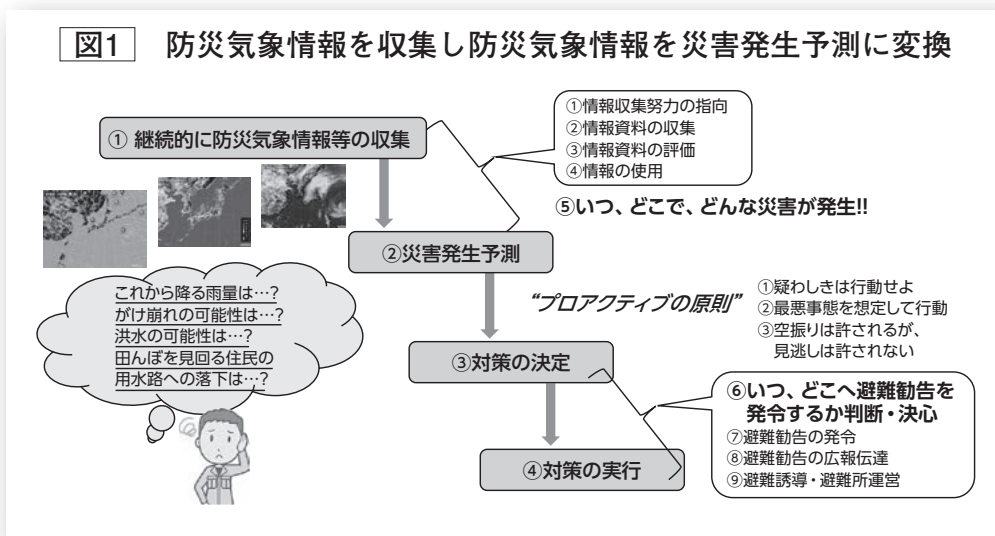 図1 防災気象情報を収集し防災気象情報を災害発生予測に変換
① 継続的に防災気象情報等の収集
①情報収集努力の指向
②情報資料の収集
③情報資料の評価
④情報の使用
⑤いつ、どこで、どんな災害が発生!!
②災害発生予測
これから降る雨量は…?
がけ崩れの可能性は…?
洪水の可能性は…?
田んぼを見回る住民の
用水路への落下は…?
“プロアクティブの原則”
①疑わしきは行動せよ
②最悪事態を想定して行動
③空振りは許されるが、
見逃しは許されない
③対策の決定
⑥いつ、どこへ避難勧告を
発令するか判断・決心
⑦避難勧告の発令
⑧避難勧告の広報伝達
⑨避難誘導・避難所運営
④対策の実行